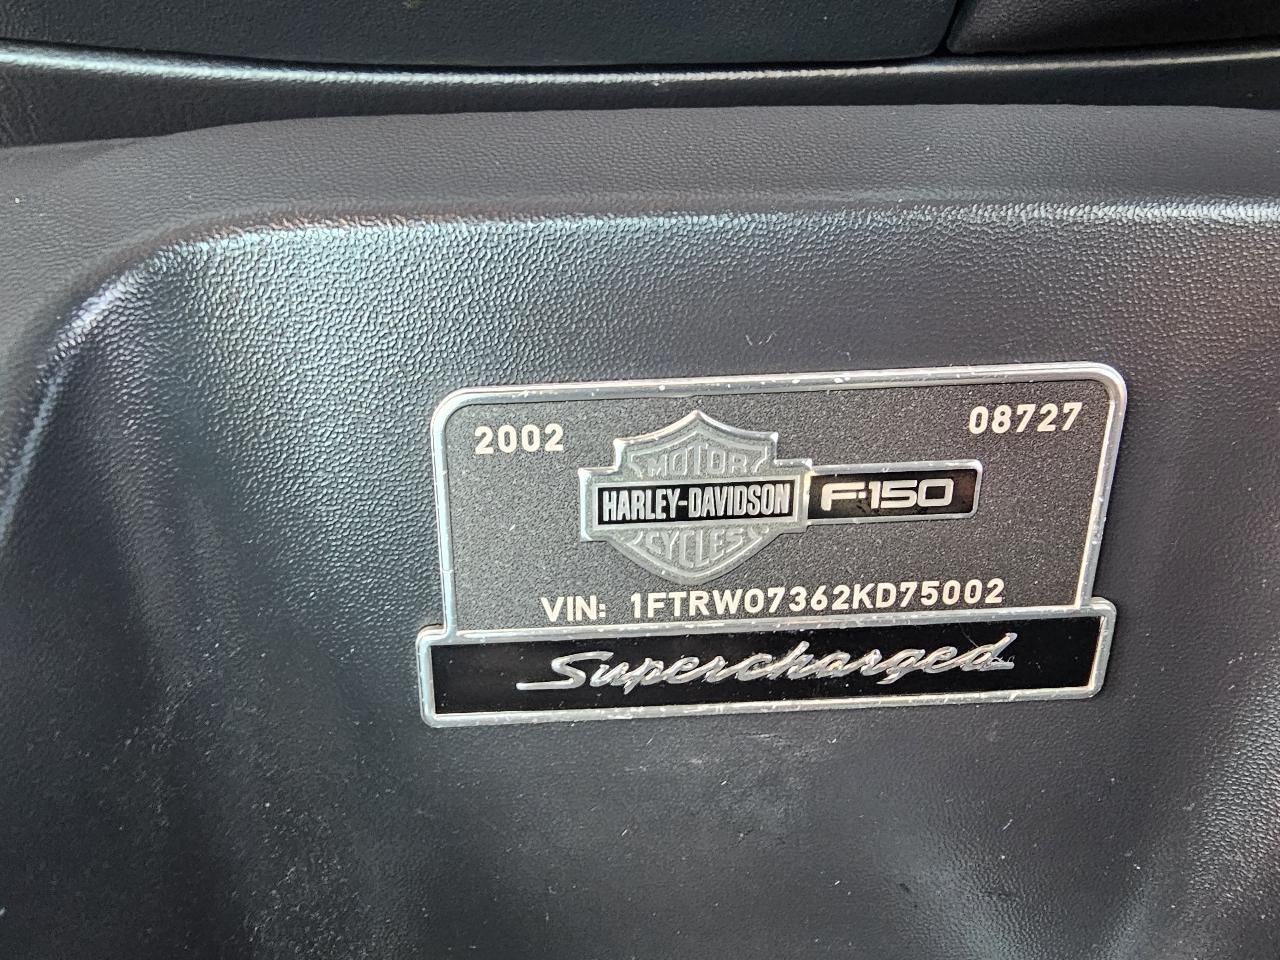 2002
08727
MOTOR
HARLEY-DAVIDSON
CYCLES
F-150
VIN: 1FTRW07362KD75002
Supercharged